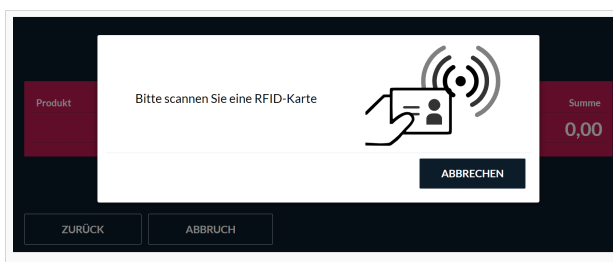 Bitte scannen Sie eine RFID-Karte
Produkt
Summe
0,00
ABBRECHEN
ZURÜCK
ABBRUCH